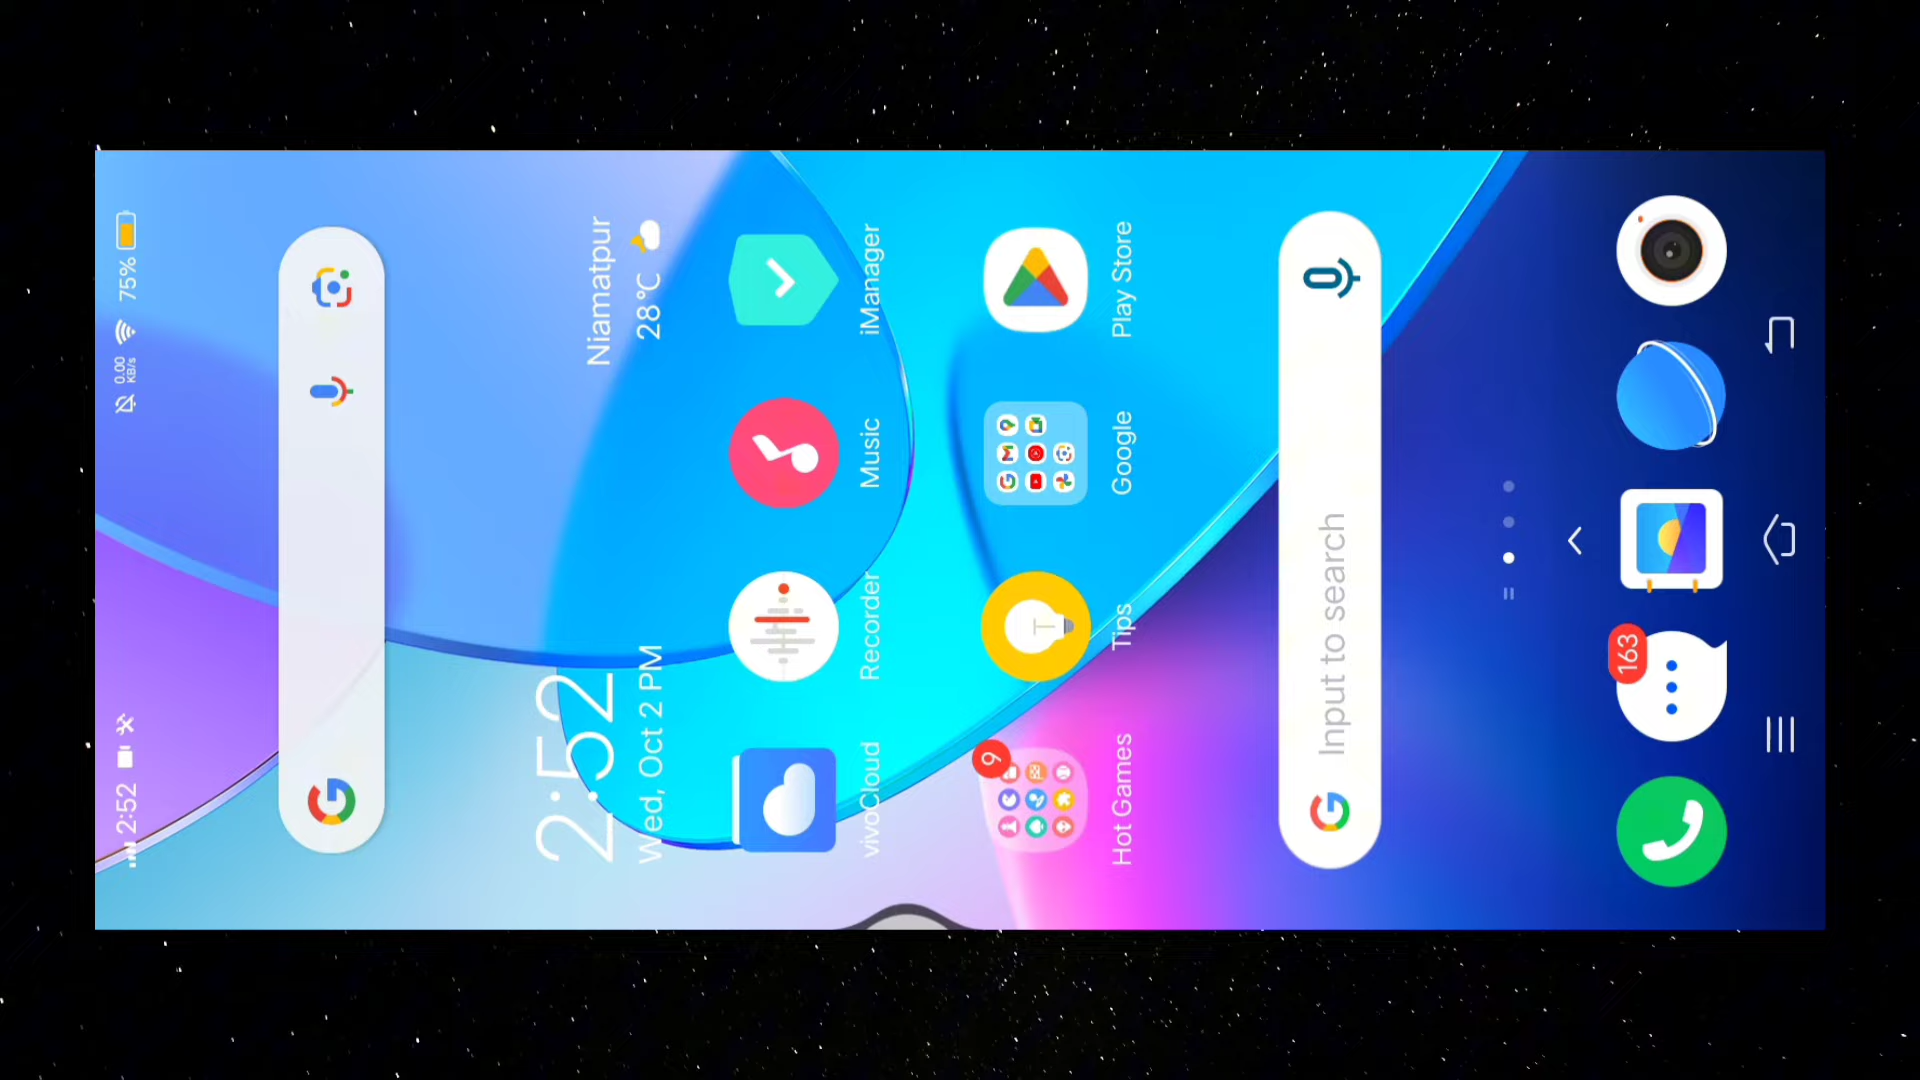 2:52
0.00
KB/s
75%
Niamatpur
2:52
28°C
Wed, Oct 2 PM
vivoCloud
Recorder
Music
iManager
9
Hot Games
Tips
Google
Play Store
Input to search
163